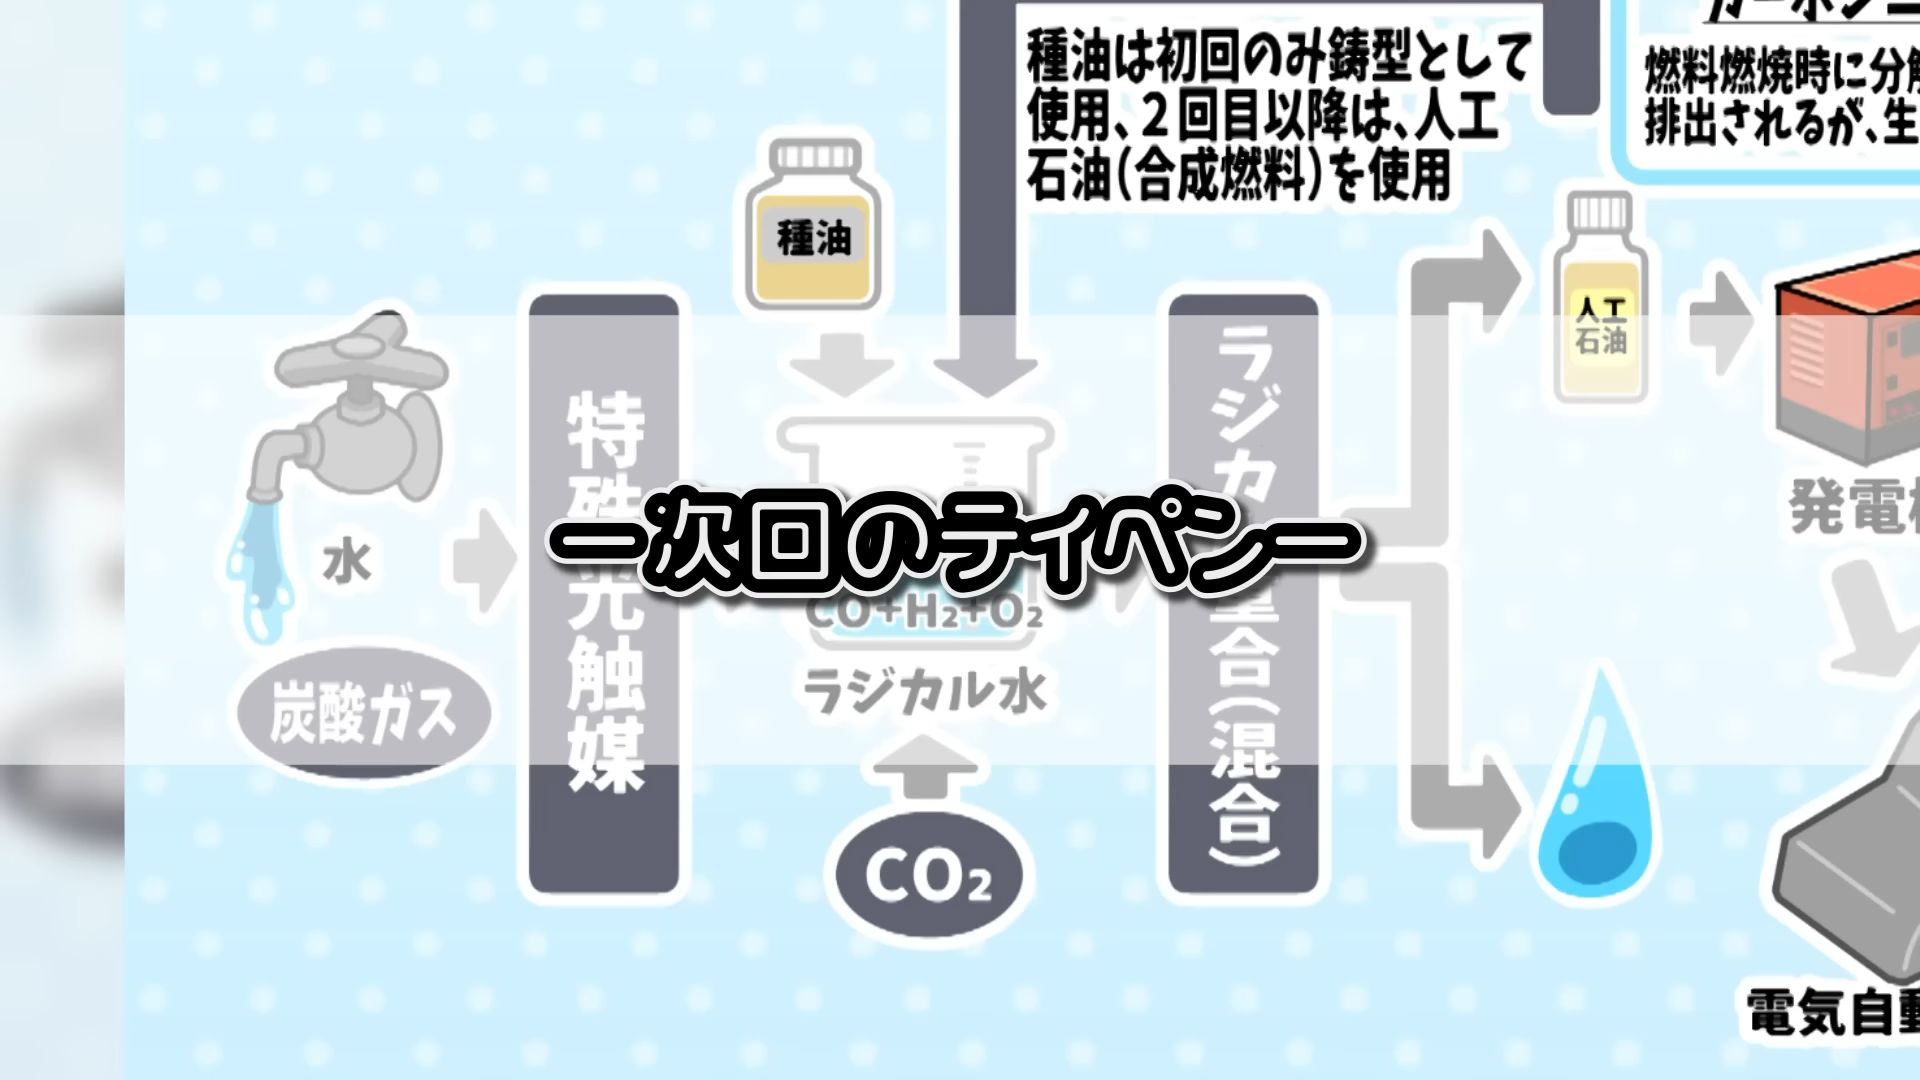 種油は初回のみ鋳型として
使用、2回目以降は、人工
石油(合成燃料)を使用
燃料燃焼時に分
排出されるが、生
種油
人工
石油
特殊光触媒
ー次回のティペンー
水
CO+H₂+O₂
ラジカル水
炭酸ガス
CO₂
ラジカ
重合(混合)
発電
電気自動